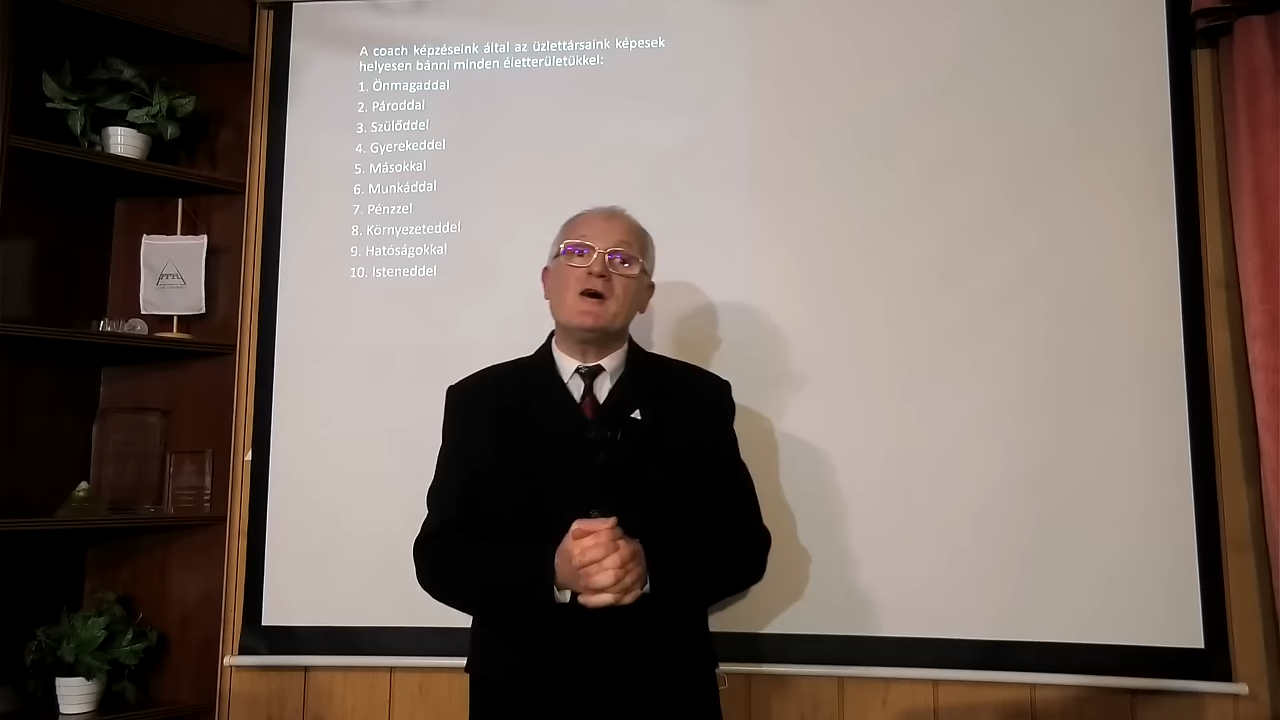 A coach képzéseink által az üzlettársaink képesek
helyesen bánni minden életterületükkel:
1. Önmagaddal
2. Pároddal
3. Szülőddel
4. Gyerekeddel
5. Másokkal
6. Munkáddal
7. Pénzzel
8. Környezeteddel
9. Hatóságokkal
10. Isteneddel